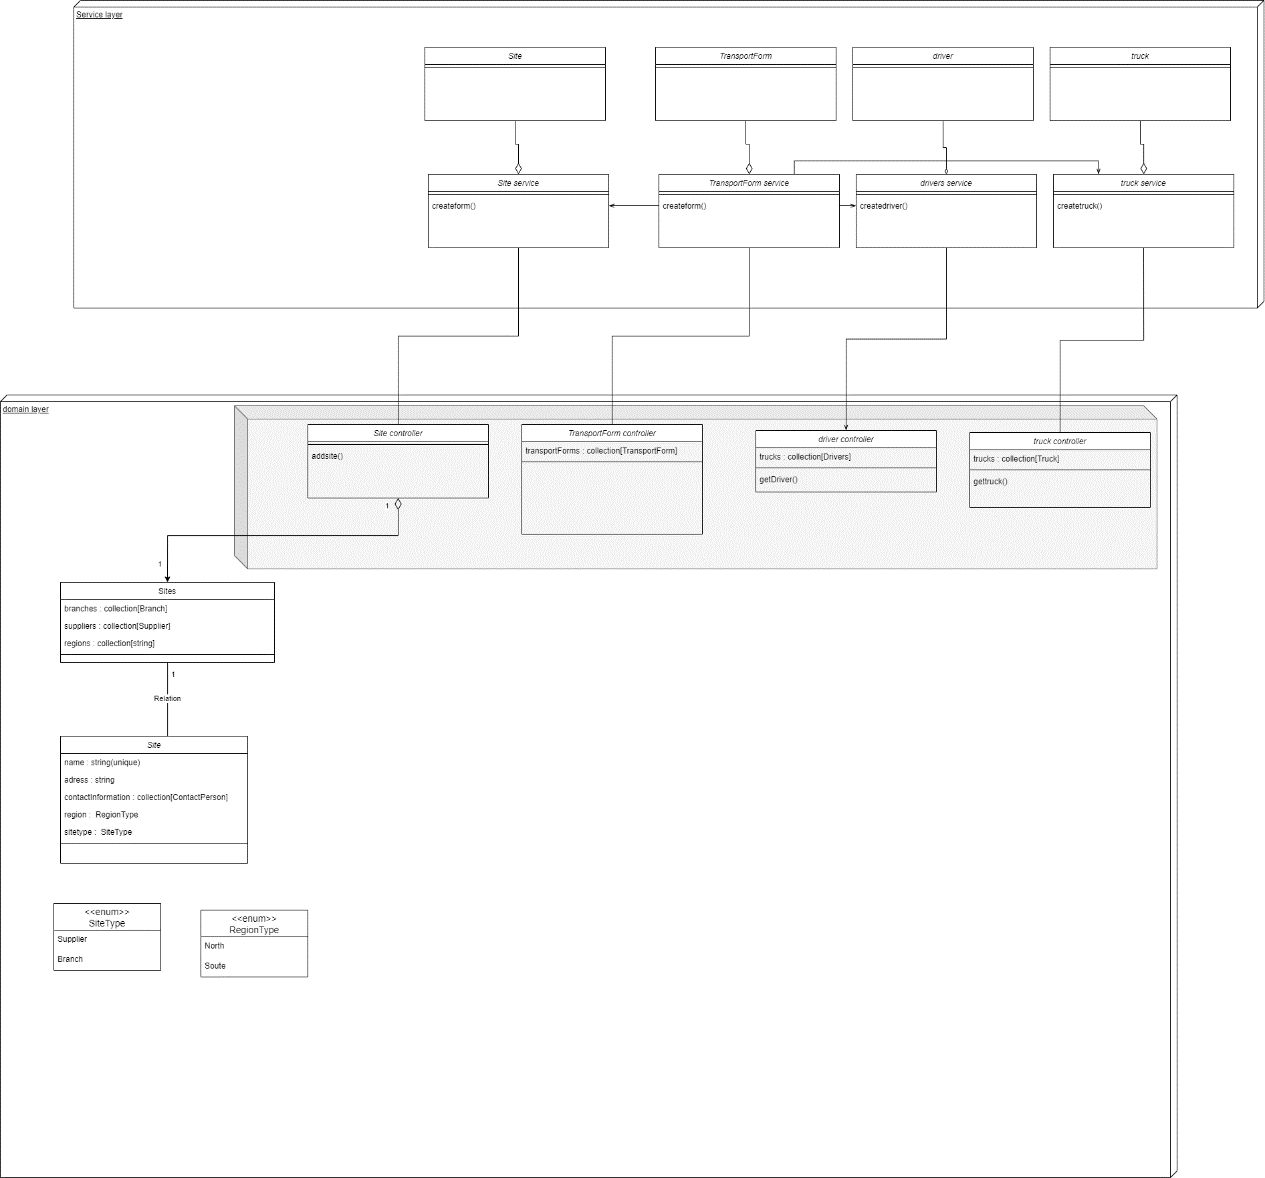 Service layer
Site
TransportForm
driver
truck
Site service
TransportForm service
drivers service
truck service
createform()
createform()
createdriver()
createtruck()
domain layer
Site controller
TransportForm controller
driver controller
truck controller
addsite()
transportForms : collection[TransportForm]
trucks : collection[Drivers]
trucks : collection[Truck]
getDriver()
gettruck()
1
1
Sites
branches : collection[Branch]
suppliers : collection[Supplier]
regions : collection[string]
1
Relation
Site
name : string(unique)
adress : string
contactInformation : collection[ContactPerson]
region : RegionType
sitetype : SiteType
<<enum>>
SiteType
Supplier
Branch
<<enum>>
RegionType
North
Soute